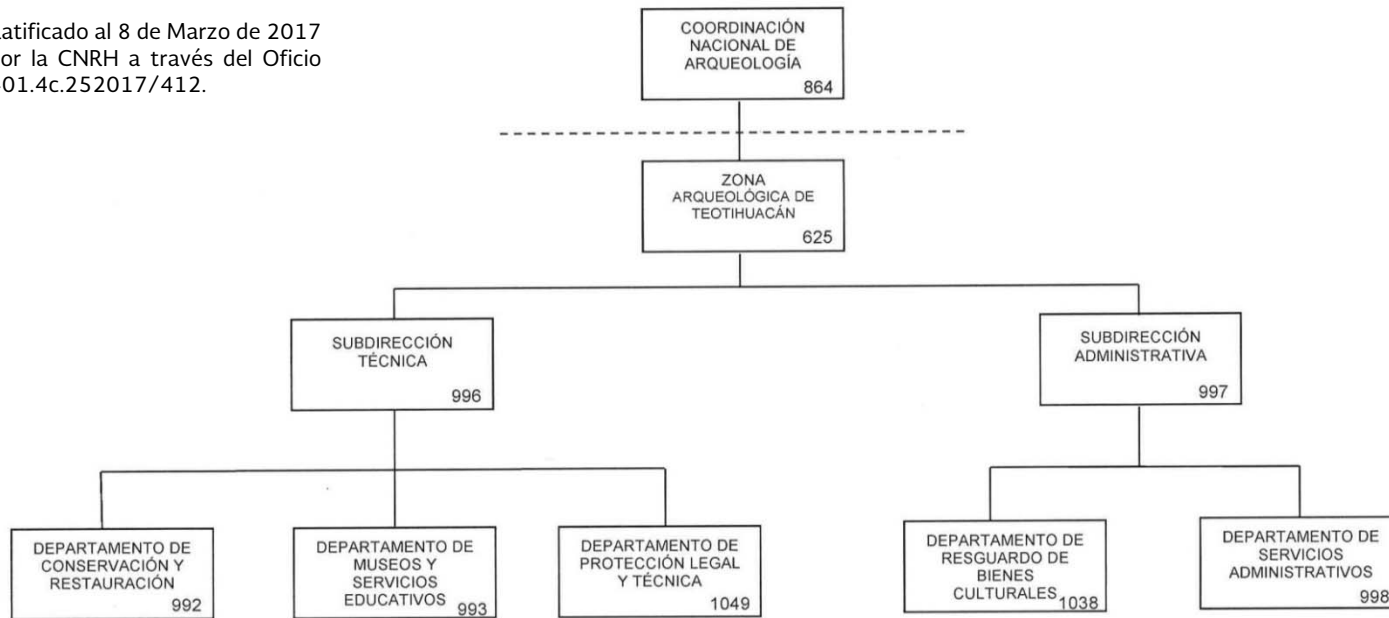 atificado al 8 de Marzo de 2017
or la CNRH a través del Oficio
01.4c.252017/412.
COORDINACIÓN
NACIONAL DE
ARQUEOLOGÍA
864
ZONA
ARQUEOLÓGICA DE
TEOTIHUACÁN
625
SUBDIRECCIÓN
TÉCNICA
996
SUBDIRECCIÓN
ADMINISTRATIVA
997
DEPARTAMENTO DE
CONSERVACIÓN Y
RESTAURACIÓN
992
DEPARTAMENTO DE
MUSEOS Y
SERVICIOS
EDUCATIVOS
993
DEPARTAMENTO DE
PROTECCIÓN LEGAL
Y TÉCNICA
1049
DEPARTAMENTO DE
RESGUARDO DE
BIENES
CULTURALES
1038
DEPARTAMENTO DE
SERVICIOS
ADMINISTRATIVOS
998